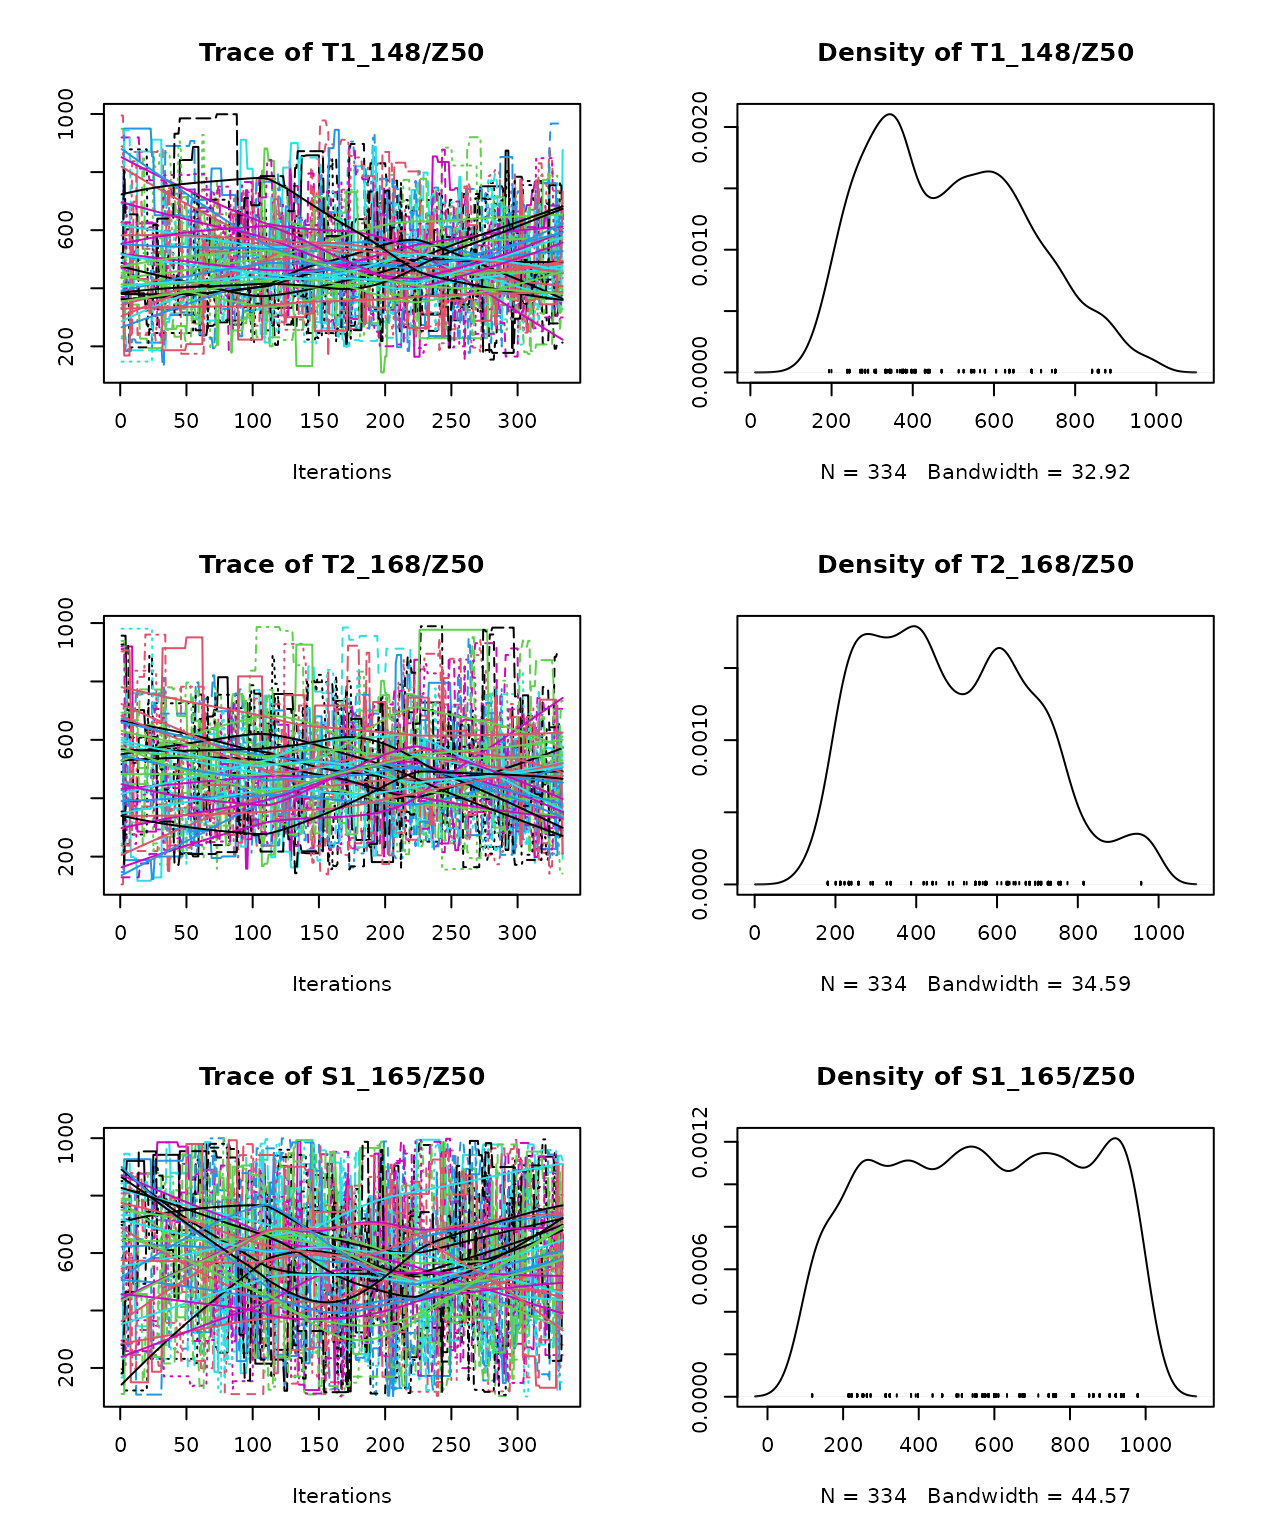 Trace of T1_148/Z50
Density of T1_148/Z50
1000
600
200
0 50 100 150 200 250 300
Iterations
0.0020
0.0010
0.0000
0 200 400 600 800 1000
N = 334 Bandwidth = 32.92
Trace of T2_168/Z50
Density of T2_168/Z50
1000
600
200
0 50 100 150 200 250 300
Iterations
0.0010
0.0000
0 200 400 600 800 1000
N = 334 Bandwidth = 34.59
Trace of S1_165/Z50
Density of S1_165/Z50
1000
600
200
0 50 100 150 200 250 300
Iterations
0.0012
0.0006
0.0000
0 200 400 600 800 1000
N = 334 Bandwidth = 44.57